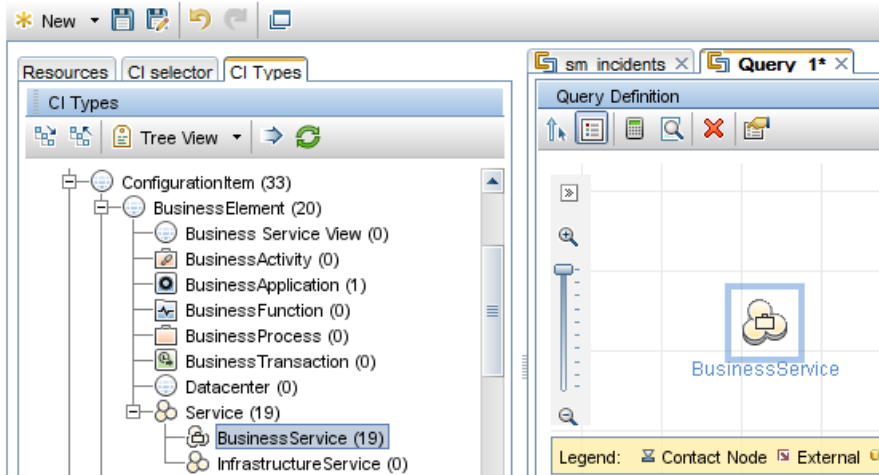 New
Resources CI selector CI Types
CI Types
Tree View
ConfigurationItem (33)
BusinessElement (20)
Business Service View (0)
BusinessActivity (0)
BusinessApplication (1)
BusinessFunction (0)
BusinessProcess (0)
BusinessTransaction (0)
Datacenter (0)
Service (19)
BusinessService (19)
InfrastructureService (0)
sm incidents Query 1*
Query Definition
BusinessService
Legend: Contact Node External